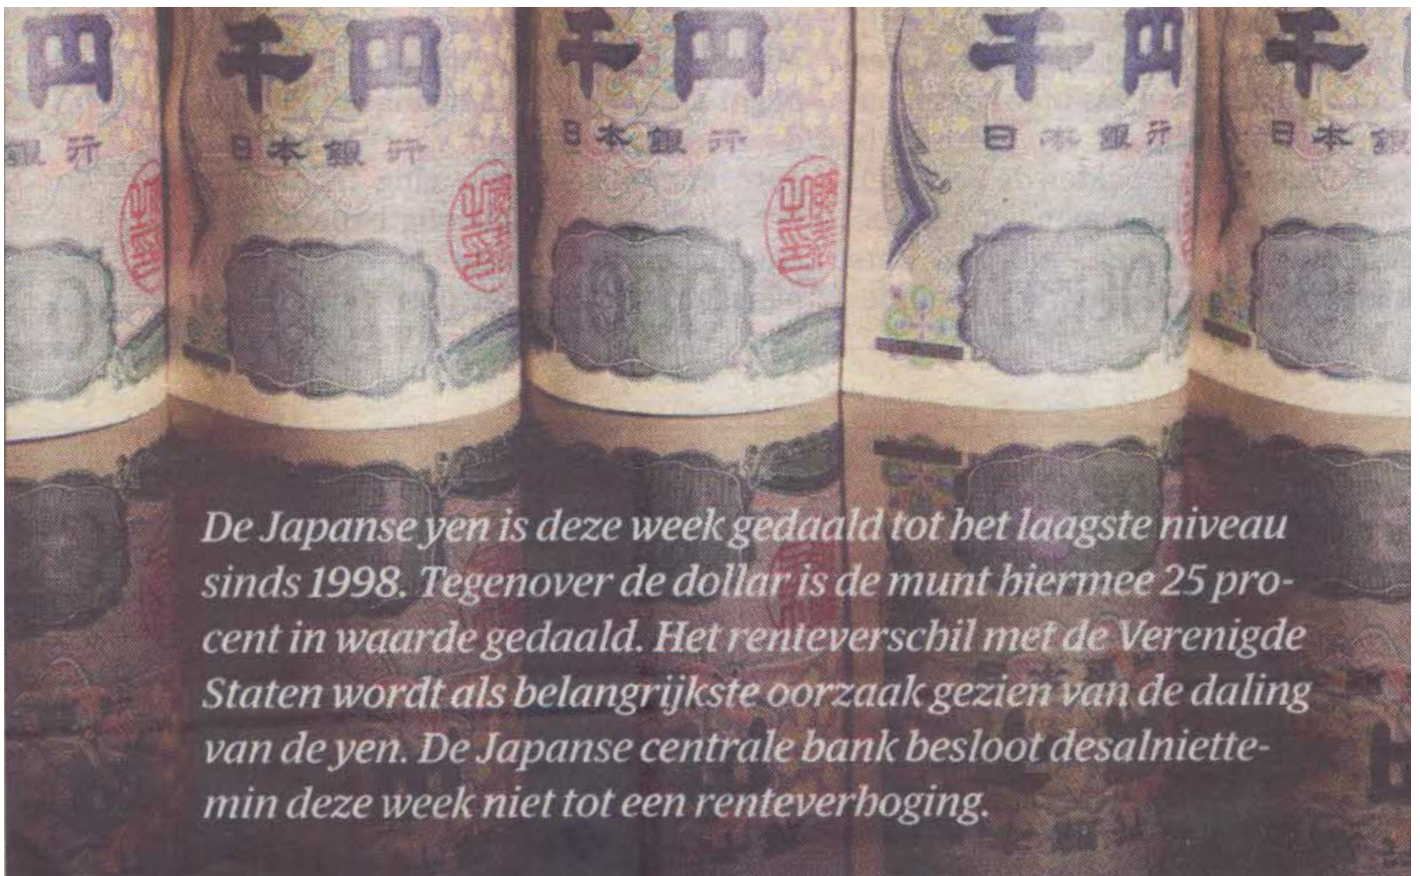 円
千円
千円
千円
千
銀行
日本銀行
日本銀行
日本銀行
日本銀
De Japanse yen is deze week gedaald tot het laagste niveau
sinds 1998. Tegenover de dollar is de munt hiermee 25 pro-
cent in waarde gedaald. Het renteverschil met de Verenigde
Staten wordt als belangrijkste oorzaak gezien van de daling
van de yen. De Japanse centrale bank besloot desalniette-
min deze week niet tot een renteverhoging.